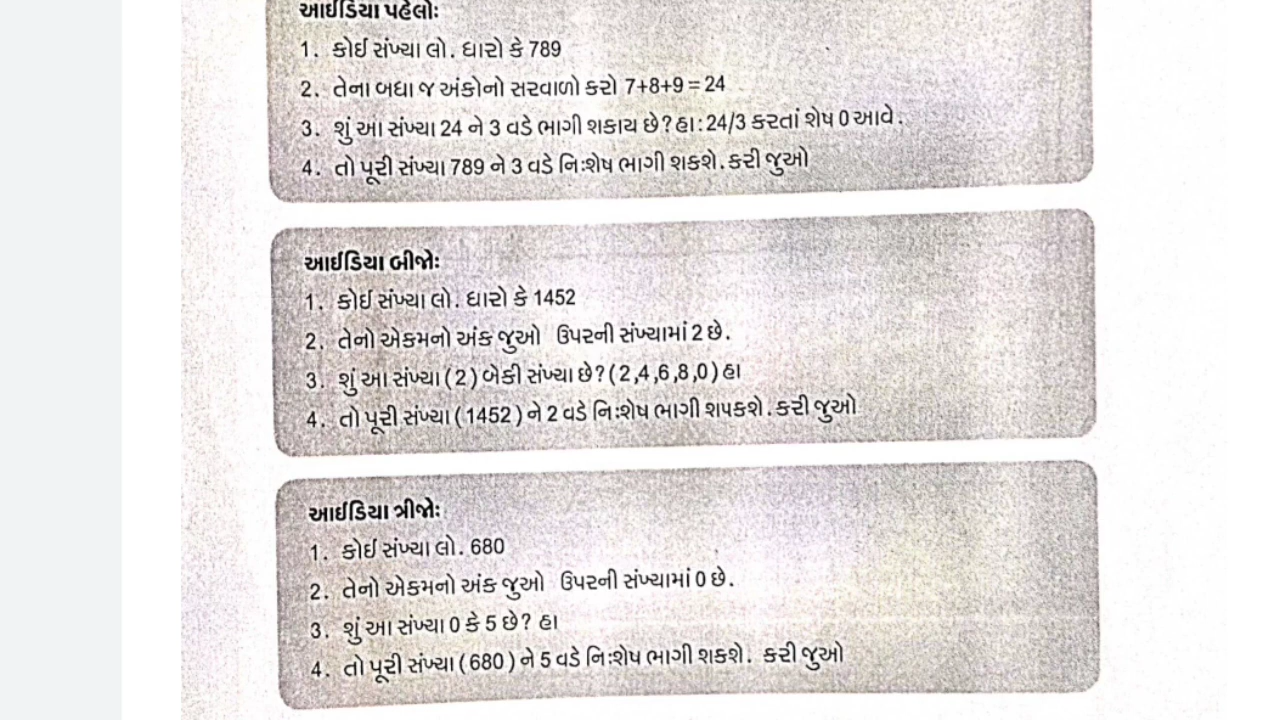 આઈડિયા પહેલોઃ
1. કોઈ સંખ્યા લો. ધારો કે 789
2. તેના બધા જ અંકોનો સરવાળો કરો 7+8+9=24
3. શું આ સંખ્યા 24 ને 3 વડે ભાગી શકાય છે? હા: 24/3 કરતાં શેષ 0 આવે.
4. તો પૂરી સંખ્યા 789 ને 3 વડે નિઃશેષ ભાગી શકશે. કરી જુઓ
આઈડિયા બીજોઃ
1. કોઈ સંખ્યા લો. ધારો કે 1452
2. તેનો એકમનો અંક જુઓ ઉપરની સંખ્યામાં 2 છે.
3. શું આ સંખ્યા (2) બેકી સંખ્યા છે? (2,4,6,8,0) હા
4. તો પૂરી સંખ્યા (1452) ને 2 વડે નિઃશેષ ભાગી શપકશે. કરી જુઓ
આઈડિયા ત્રીજોઃ
1. કોઈ સંખ્યા લો. 680
2. તેનો એકમનો અંક જુઓ ઉપરની સંખ્યામાં 0 છે.
3. શું આ સંખ્યા 0 કે 5 છે? હા
4. તો પૂરી સંખ્યા (680) ને 5 વડે નિઃશેષ ભાગી શકશે. કરી જુઓ